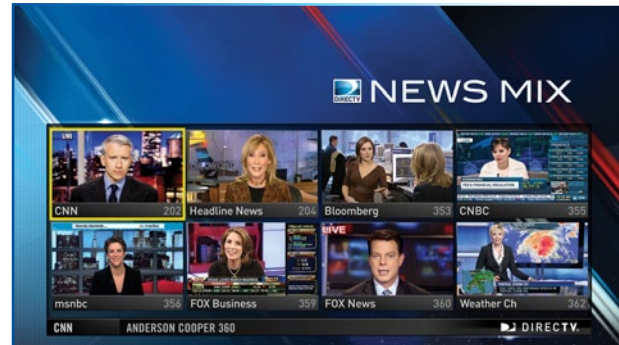 DIRECTV
NEWS MIX
LIVE
CNN 202
Headline News 204
Bloomberg 353
CNBC 355
msnbc 356
FOX Business 359
LIVE
FOX News 360
Weather Ch 362
CNN ANDERSON COOPER 360
DIRECTV.